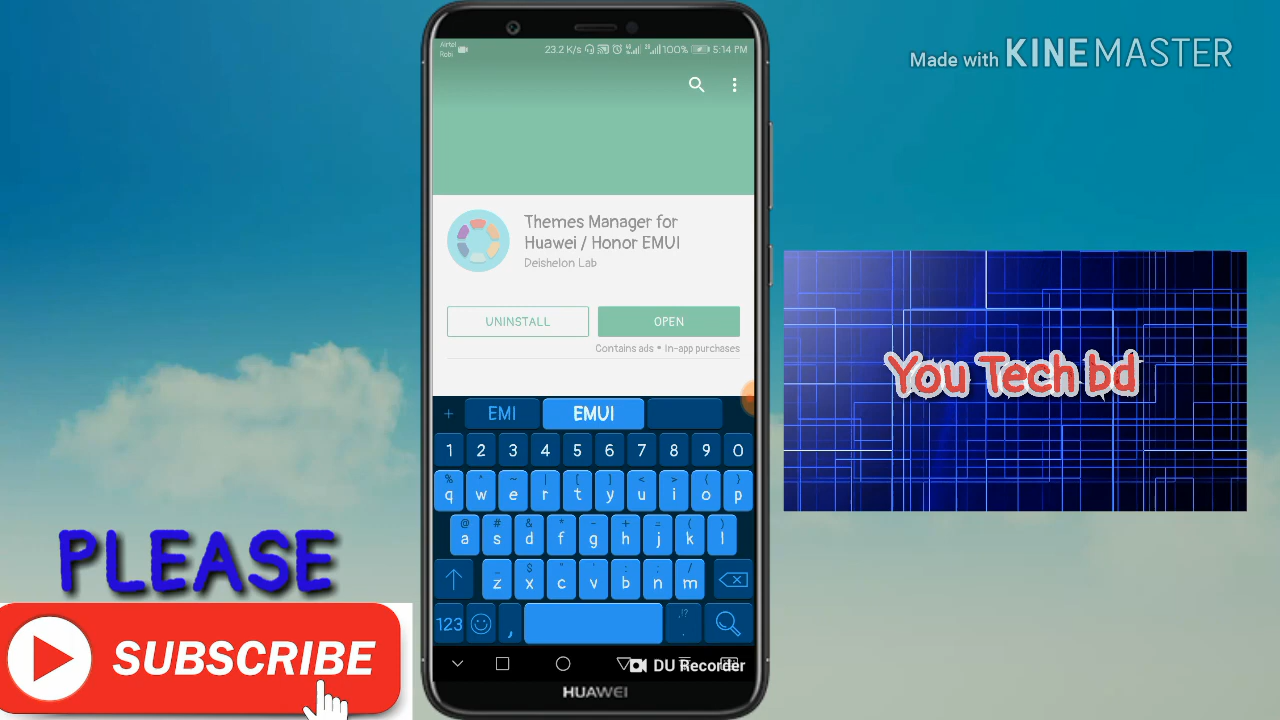 Made with KINEMASTER
Airtel
Robi
23.2 K/s
100%
5:14 PM
Themes Manager for
Huawei / Honor EMUI
Deishelon Lab
UNINSTALL
OPEN
Contains ads • In-app purchases
You Tech bd
+ EMI EMUI
1 2 3 4 5 6 7 8 9 0
% ^ ~ | [ ] < > { }
q w e r t y u i o p
@ # & * - + = ( )
a s d f g h j k l
z x c v b n m
123 , .
!?
DU Recorder
HUAWEI
PLEASE
SUBSCRIBE